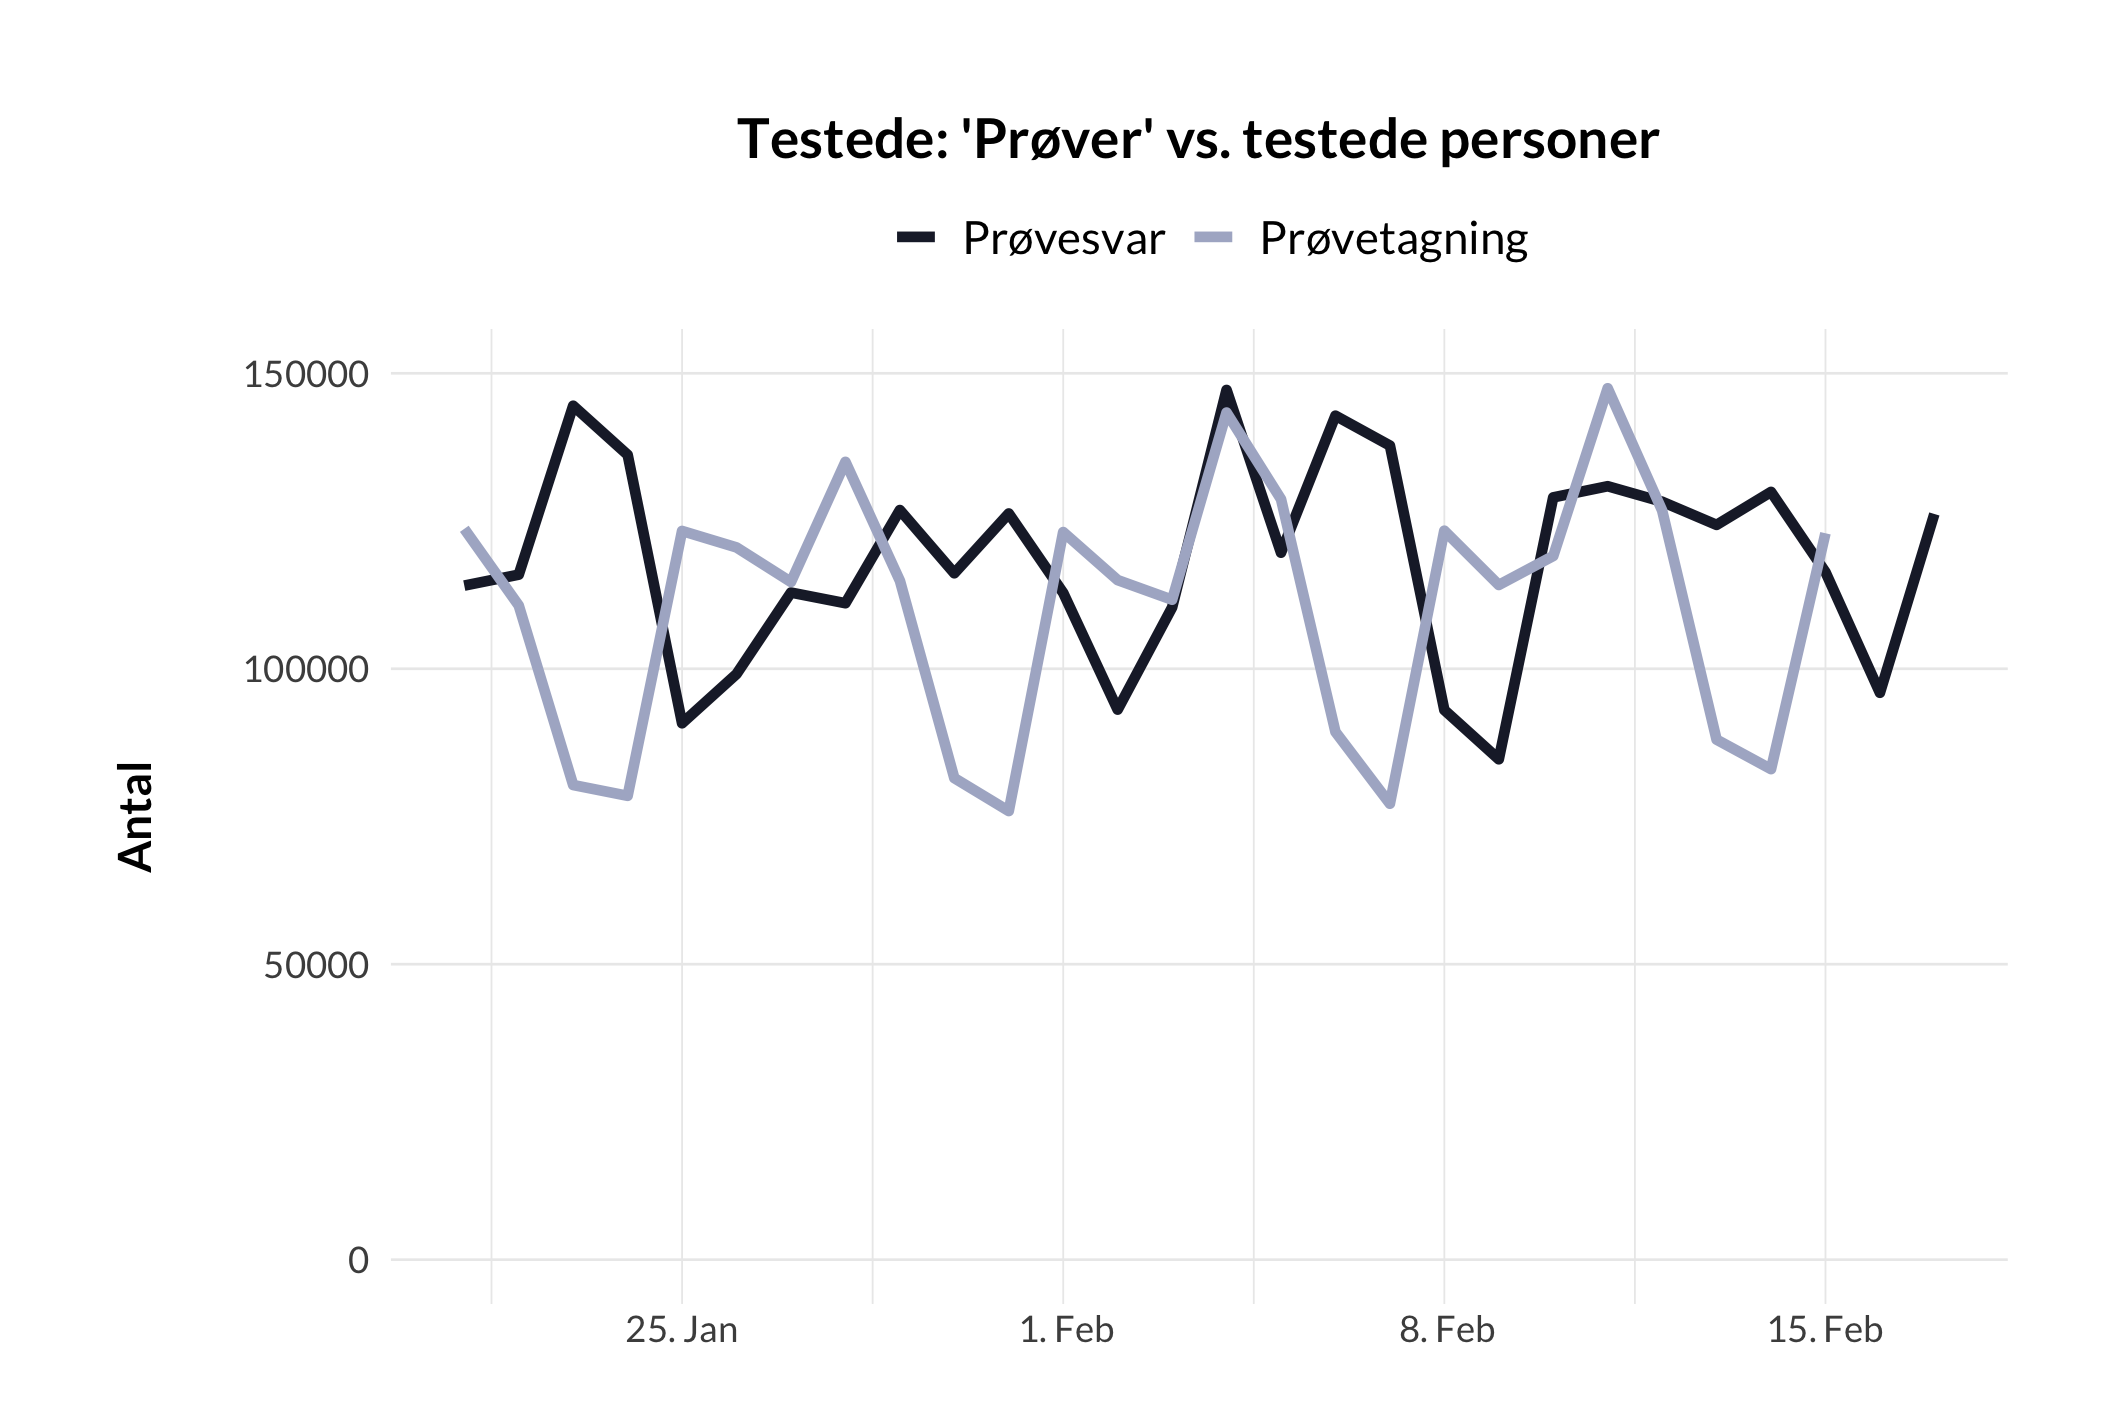 Testede: 'Prøver' vs. testede personer
Prøvesvar Prøvetagning
150000
100000
50000
0
Antal
25. Jan 1. Feb 8. Feb 15. Feb